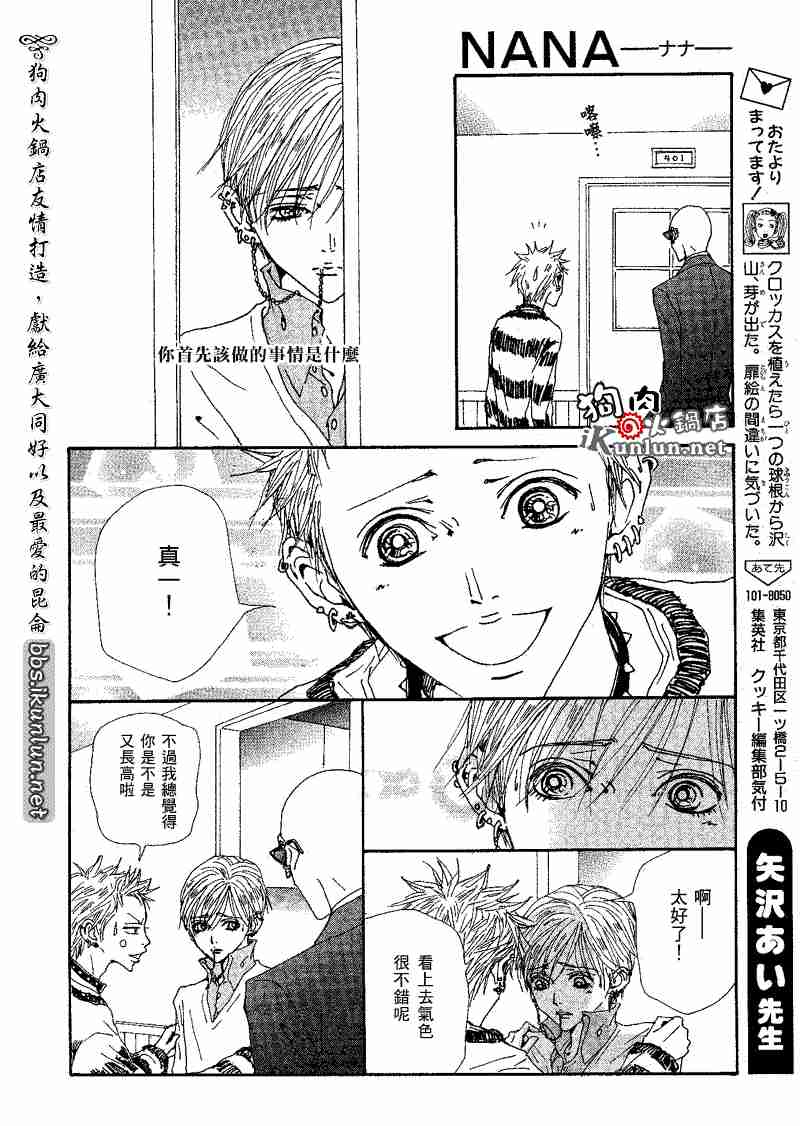 NANA—ナナ—
喀嚓…
401
你首先該做的事情是什麼
狗肉火鍋店
iKunlun.net
真一！
啊——
太好了！
看上去氣色
很不錯呢
不過我總覺得
你是不是
又長高啦
おたより
まってます！
クロッカスを植えたら一つの球根から沢
山、芽が出た。扉絵の間違いに気づいた。
あて先
101-8050
東京都千代田区一ツ橋2-5-10
集英社 クッキー編集部気付
矢沢あい先生
狗肉火鍋店友情打造，獻給廣大同好以及最愛的昆侖
bbs.ikunlun.net